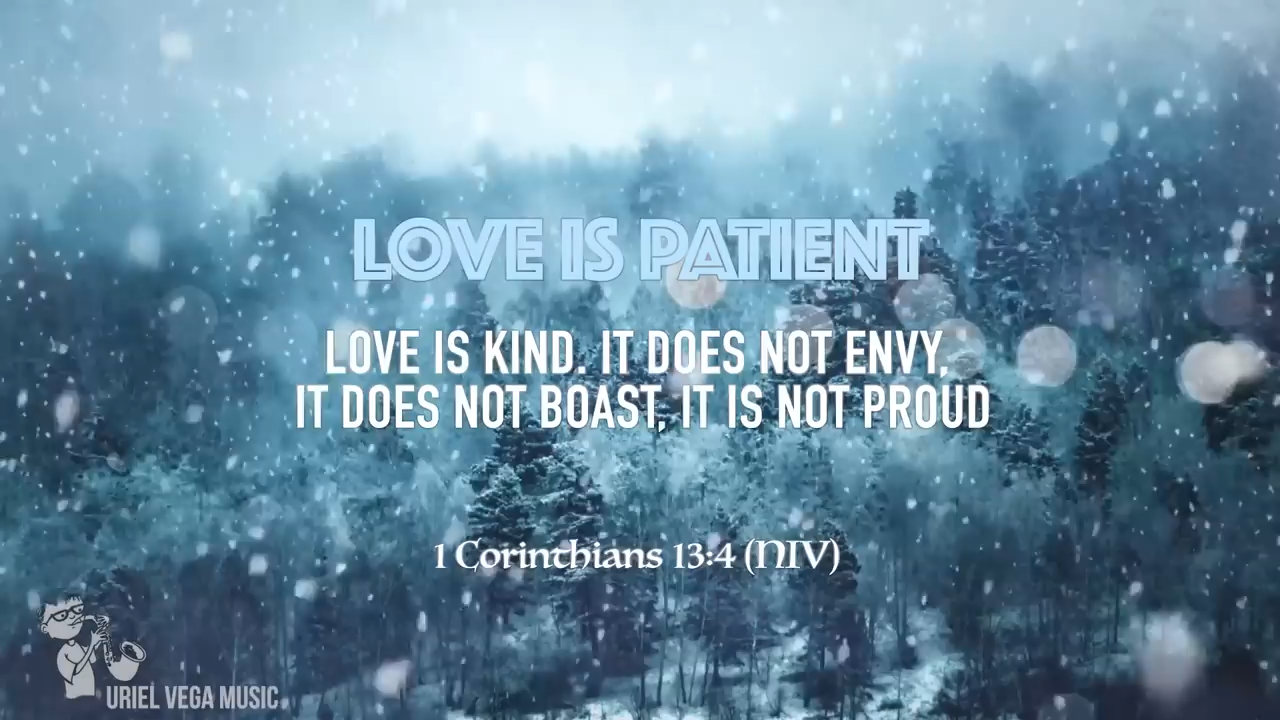 LOVE IS PATIENT
LOVE IS KIND. IT DOES NOT ENVY,
IT DOES NOT BOAST, IT IS NOT PROUD
1 Corinthians 13:4 (NIV)
URIEL VEGA MUSIC